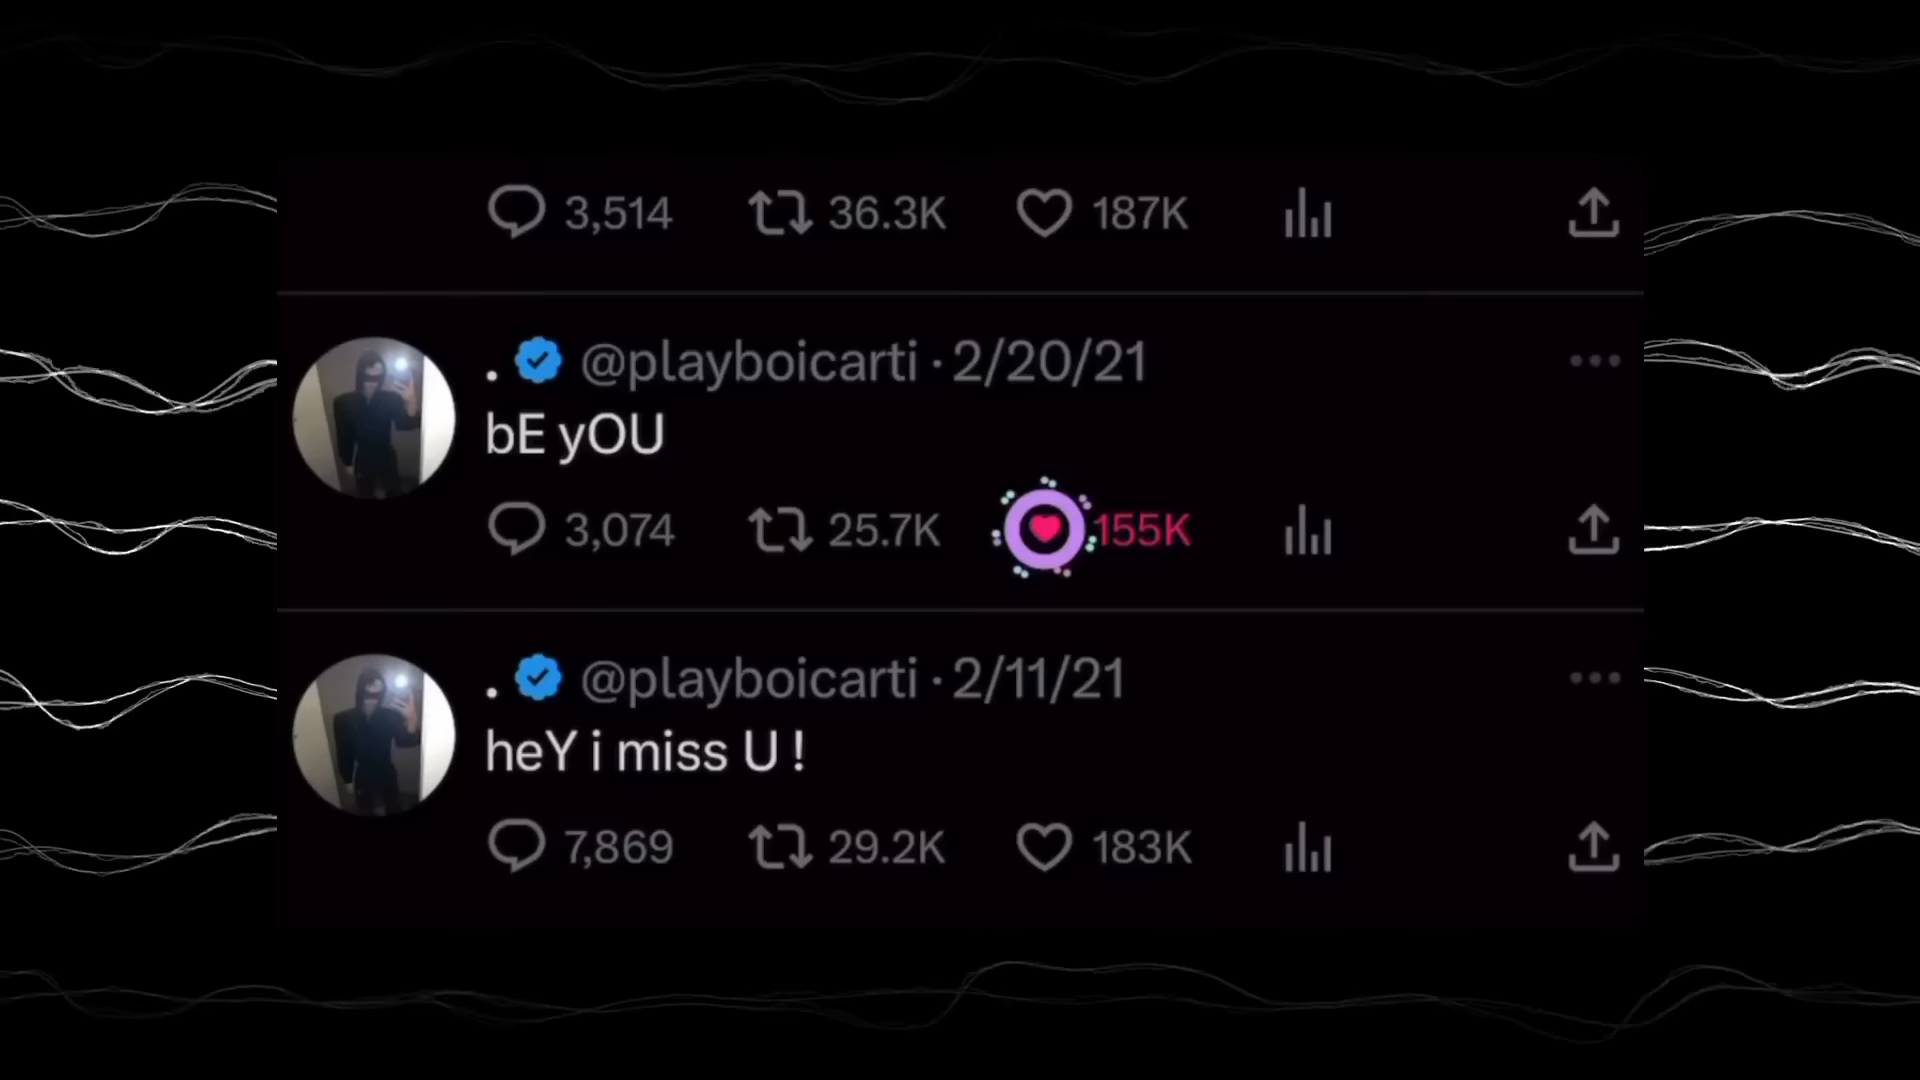 3,514 36.3K 187K
. @playboicarti · 2/20/21
bE yOU
3,074 25.7K 155K
. @playboicarti · 2/11/21
heY i miss U !
7,869 29.2K 183K